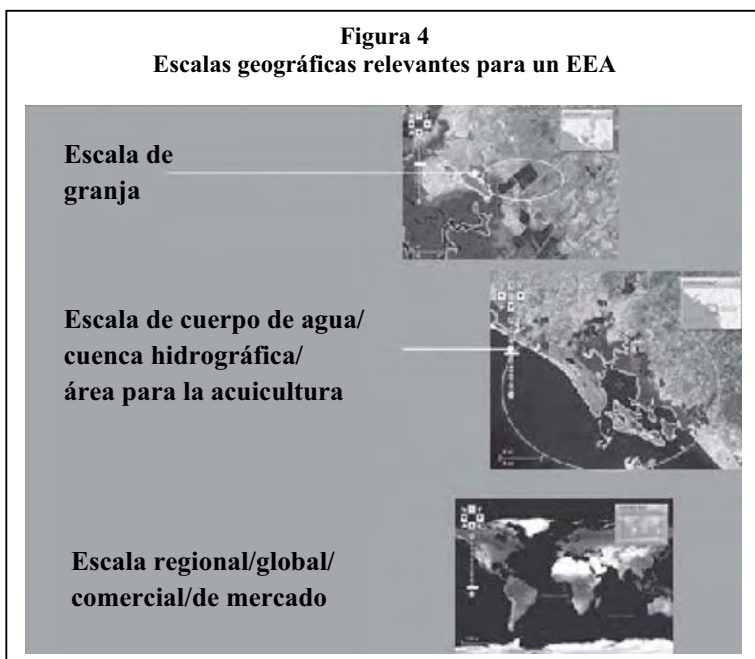 Figura 4
Escalas geográficas relevantes para un EEA
Escala de
granja
Escala de cuerpo de agua/
cuenca hidrográfica/
área para la acuicultura
Escala regional/global/
comercial/de mercado